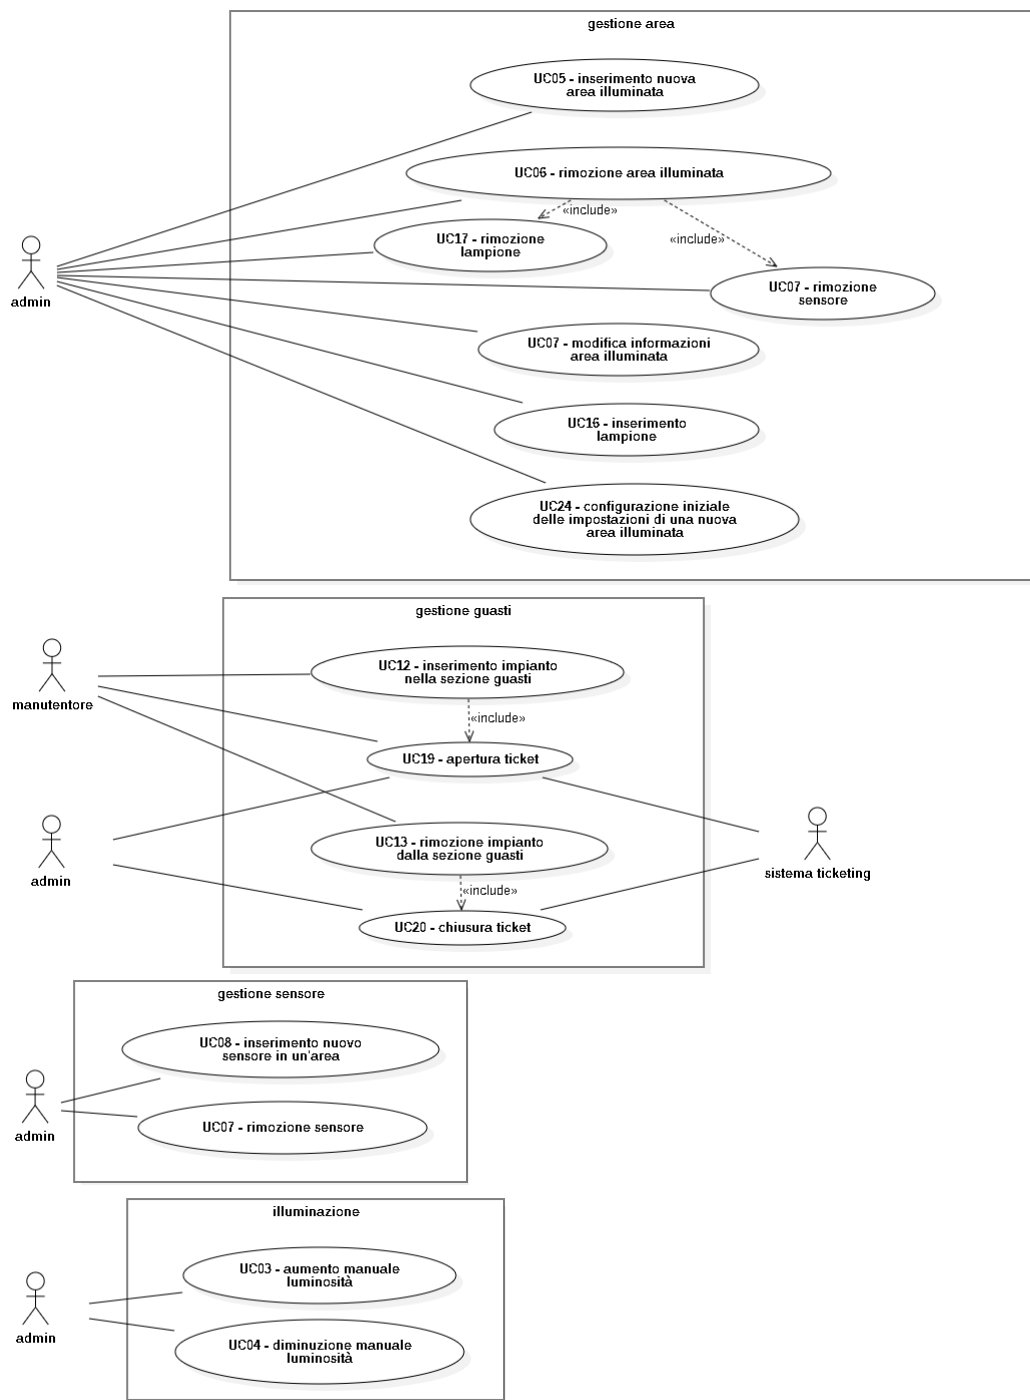 gestione area
UC05 - inserimento nuova
area illuminata
UC06 - rimozione area illuminata
«include»
«include»
UC17 - rimozione
lampione
UC07 - rimozione
sensore
admin
UC07 - modifica informazioni
area illuminata
UC16 - inserimento
lampione
UC24 - configurazione iniziale
delle impostazioni di una nuova
area illuminata
gestione guasti
UC12 - inserimento impianto
nella sezione guasti
manutentore
«include»
UC19 - apertura ticket
UC13 - rimozione impianto
dalla sezione guasti
admin
sistema ticketing
«include»
UC20 - chiusura ticket
gestione sensore
UC08 - inserimento nuovo
sensore in un'area
UC07 - rimozione sensore
admin
illuminazione
UC03 - aumento manuale
luminosità
admin
UC04 - diminuzione manuale
luminosità